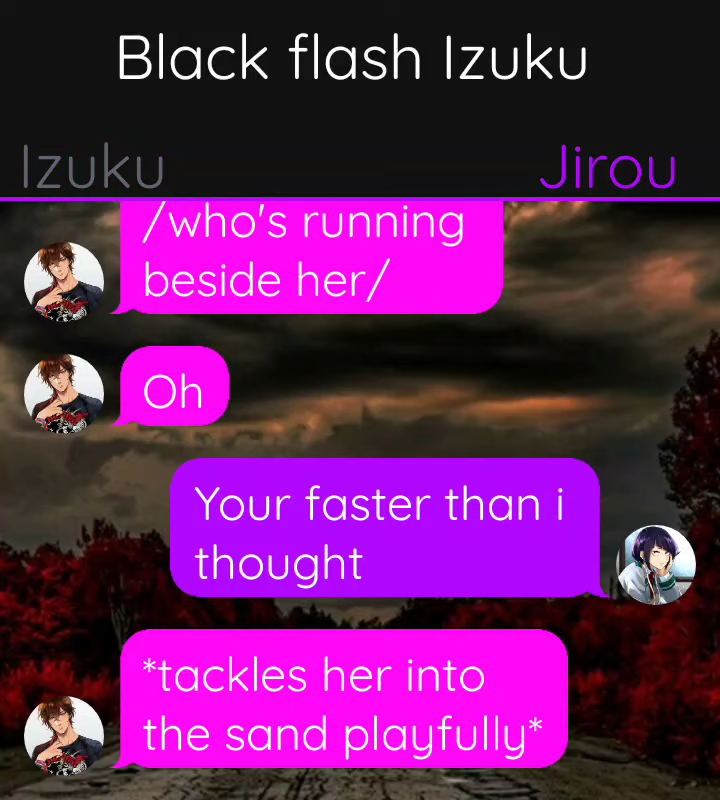 Black flash Izuku
Izuku
Jirou
/who's running
beside her/
Oh
Your faster than i
thought
*tackles her into
the sand playfully*